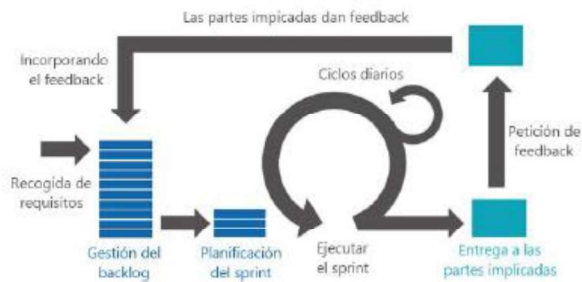 Las partes impicadas dan feedback
Incorporando
el feedback
Ciclos diarios
Petición de
feedback
Recogida de
requisitos
Gestión del
backlog
Planificación
del sprint
Ejecutar
el sprint
Entrega a las
partes implicadas